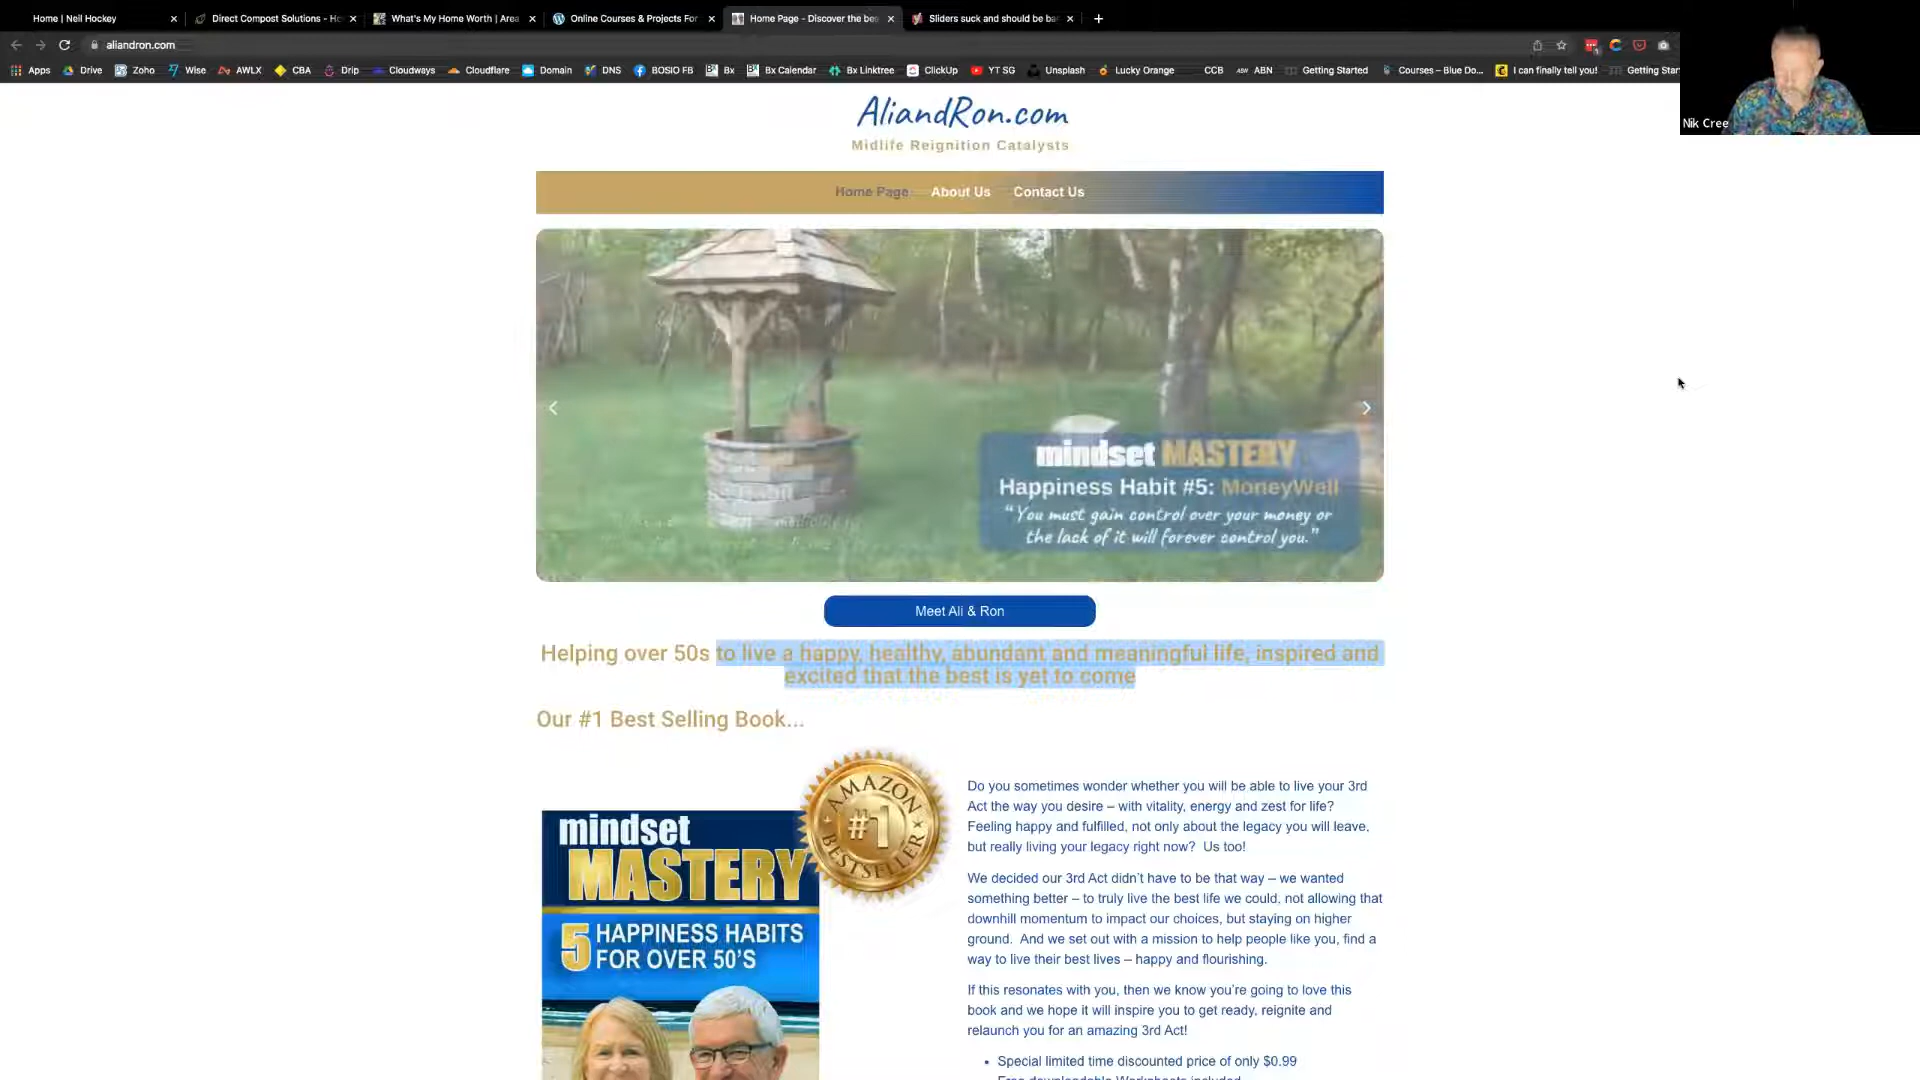 Home | Neil Hockey
Direct Compost Solutions - Ho
What's My Home Worth | Area
Online Courses & Projects For
Home Page - Discover the bes
Sliders suck and should be ba
aliandron.com
Apps
Drive
Zoho
Wise
AWLX
CBA
Drip
Cloudways
Cloudflare
Domain
DNS
BOSIO FB
Bx
Bx Calendar
Bx Linktree
ClickUp
YT SG
Unsplash
Lucky Orange
CCB
ABN
Getting Started
Courses – Blue Do...
I can finally tell you!
Getting Star
Nik Cree
AliandRon.com
Midlife Reignition Catalysts
Home Page
About Us
Contact Us
mindset MASTERY
Happiness Habit #5: MoneyWell
“You must gain control over your money or
the lack of it will forever control you.”
Meet Ali & Ron
Helping over 50s to live a happy, healthy, abundant and meaningful life, inspired and
excited that the best is yet to come
Our #1 Best Selling Book...
AMAZON
#1
BESTSELLER
mindset
MASTERY
5 HAPPINESS HABITS
FOR OVER 50'S
Do you sometimes wonder whether you will be able to live your 3rd
Act the way you desire – with vitality, energy and zest for life?
Feeling happy and fulfilled, not only about the legacy you will leave,
but really living your legacy right now? Us too!
We decided our 3rd Act didn’t have to be that way – we wanted
something better – to truly live the best life we could, not allowing that
downhill momentum to impact our choices, but staying on higher
ground. And we set out with a mission to help people like you, find a
way to live their best lives – happy and flourishing.
If this resonates with you, then we know you’re going to love this
book and we hope it will inspire you to get ready, reignite and
relaunch you for an amazing 3rd Act!
Special limited time discounted price of only $0.99
Free downloadable Worksheets included